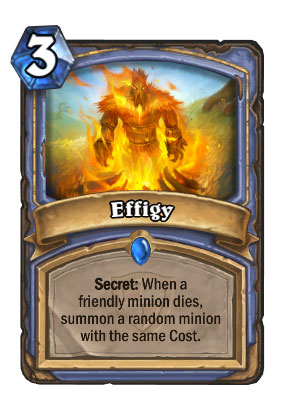 3
Effigy
Secret: When a
friendly minion dies,
summon a random minion
with the same Cost.